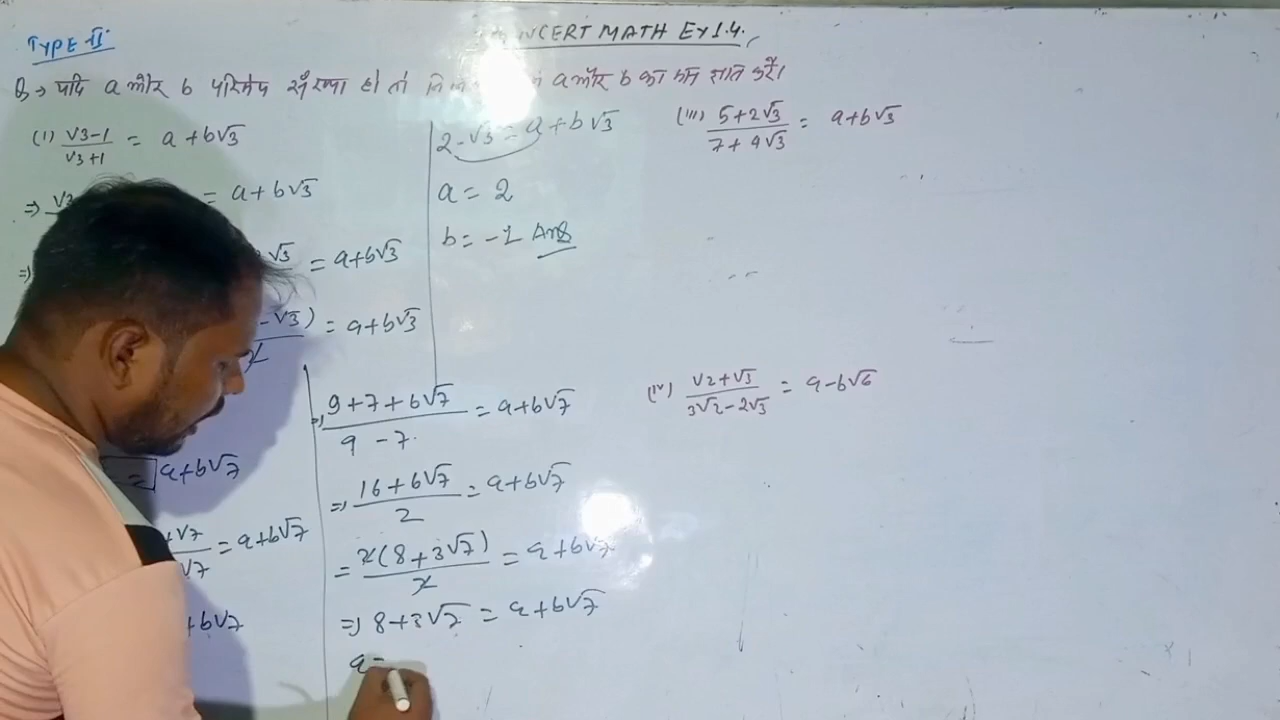 TYPE-II
NCERT MATH Ex 1.4.
Q→ यदि a और b परिमेय संख्या हो तो a और b का मान ज्ञात करें।
(i) √3-1/√3+1 = a+b√3
= a+b√3
√3 = a+b√3
-√3) = a+b√3
2-√3 = a+b√3
a = 2
b = -1 Ans
= a+b√7
+√7/√7 = a+b√7
+b√7
⇒ 9+7+6√7/9-7 = a+b√7
⇒ 16+6√7/2 = a+b√7
= 2(8+3√7)/2 = a+b√7
⇒ 8+3√7 = a+b√7
a =
(iii) 5+2√3/7+4√3 = a+b√3
(iv) √2+√3/3√2-2√3 = a-b√6